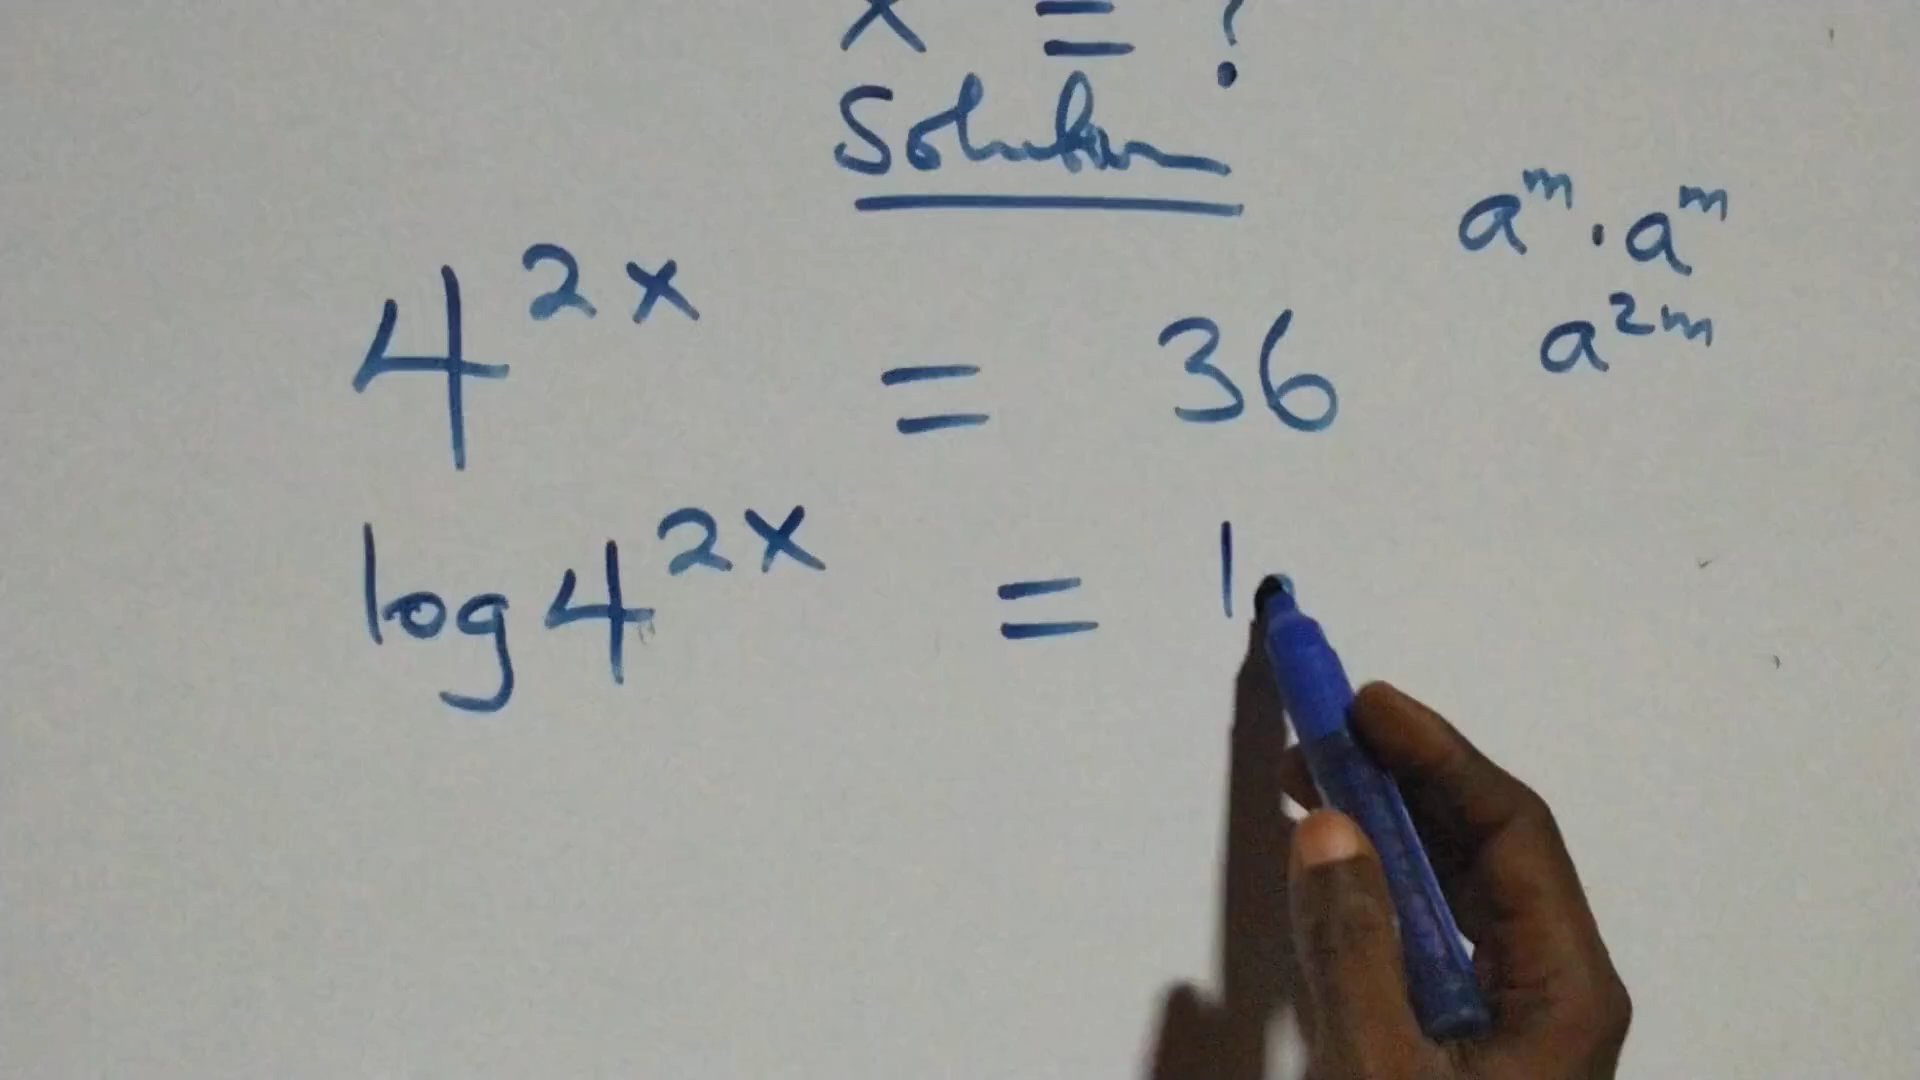 x = ?
Solution
a^m · a^m
4^2x = 36
a^2m
log 4^2x = l